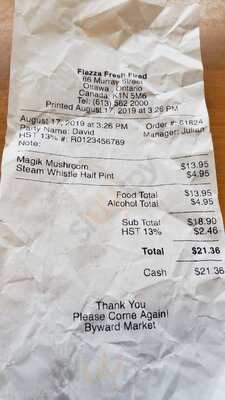 Fiazza Fresh Fired
86 Murray Street
Ottawa, Ontario
Canada, K1N 5M6
Tel: (613) 562 2000
Printed August 17, 2019 at 3:26 PM
August 17, 2019 at 3:26 PM Order #: 61824
Party Name: David Manager: Julian
HST 13% #: R0123456789
Note:
Magik Mushroom $13.95
Steam Whistle Half Pint $4.95
Food Total $13.95
Alcohol Total $4.95
Sub Total $18.90
HST 13% $2.46
Total $21.36
Cash $21.36
Thank You
Please Come Again!
Byward Market